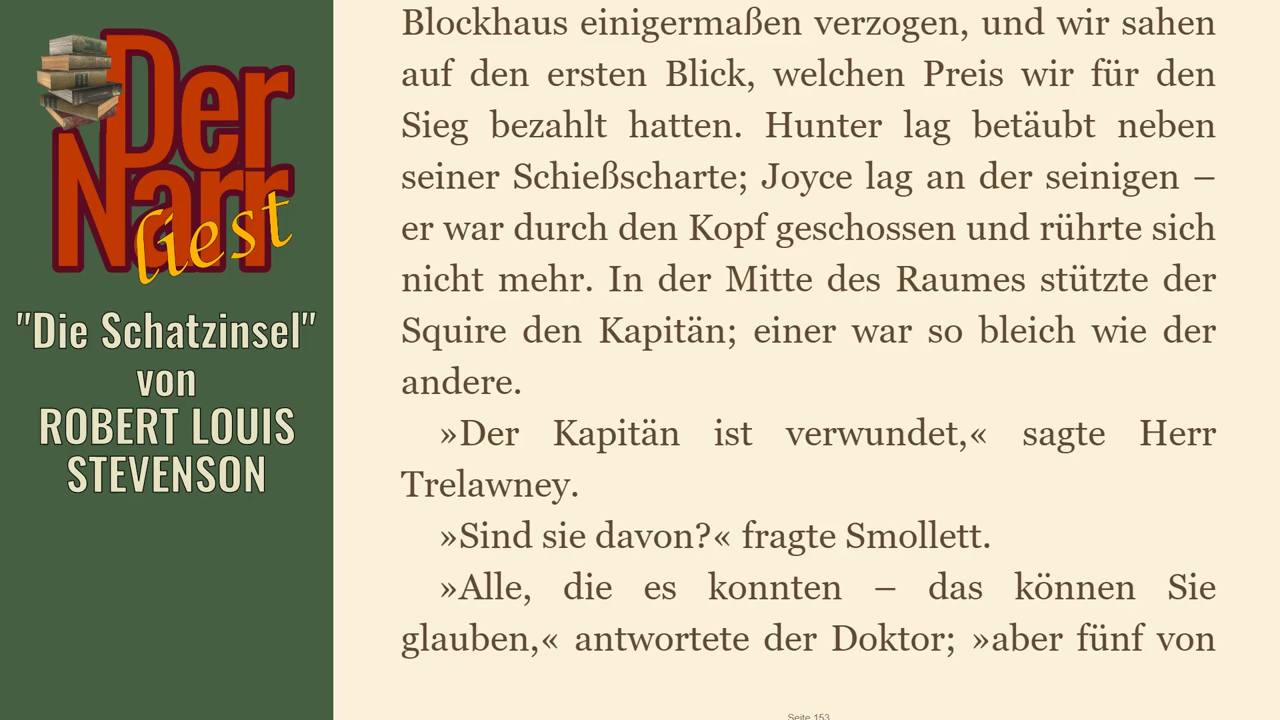 Der
Narr
liest
"Die Schatzinsel"
von
ROBERT LOUIS
STEVENSON
Blockhaus einigermaßen verzogen, und wir sahen
auf den ersten Blick, welchen Preis wir für den
Sieg bezahlt hatten. Hunter lag betäubt neben
seiner Schießscharte; Joyce lag an der seinigen –
er war durch den Kopf geschossen und rührte sich
nicht mehr. In der Mitte des Raumes stützte der
Squire den Kapitän; einer war so bleich wie der
andere.
»Der Kapitän ist verwundet,« sagte Herr
Trelawney.
»Sind sie davon?« fragte Smollett.
»Alle, die es konnten – das können Sie
glauben,« antwortete der Doktor; »aber fünf von
Seite 153